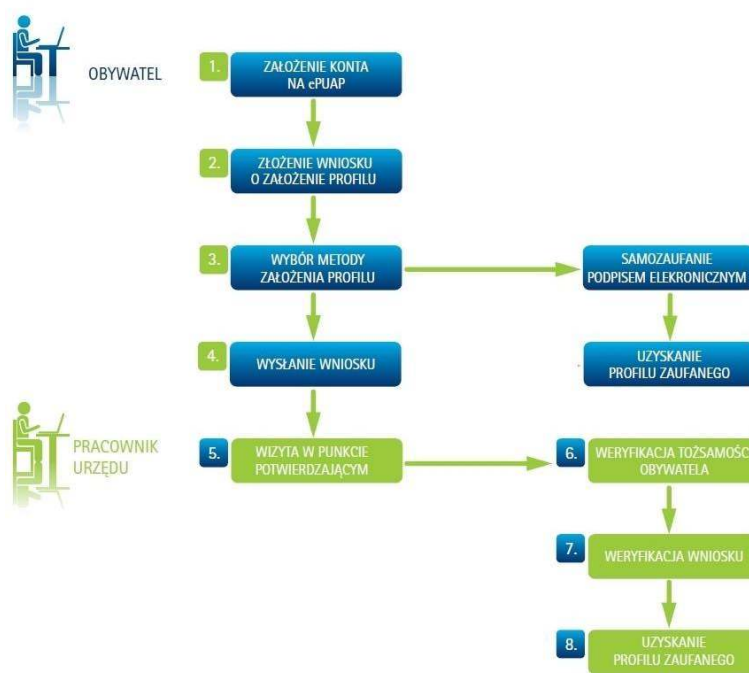 OBYWATEL
1.
ZAŁOŻENIE KONTA
NA ePUAP
2.
ZŁOŻENIE WNIOSKU
O ZAŁOŻENIE PROFILU
3.
WYBÓR METODY
ZAŁOŻENIA PROFILU
SAMOZAUFANIE
PODPISEM ELEKRONICZNYM
4.
WYSŁANIE WNIOSKU
UZYSKANIE
PROFILU ZAUFANEGO
PRACOWNIK
URZĘDU
5.
WIZYTA W PUNKCIE
POTWIERDZAJĄCYM
6.
WERYFIKACJA TOŻSAMOŚC
OBYWATELA
7.
WERYFIKACJA WNIOSKU
8.
UZYSKANIE
PROFILU ZAUFANEGO